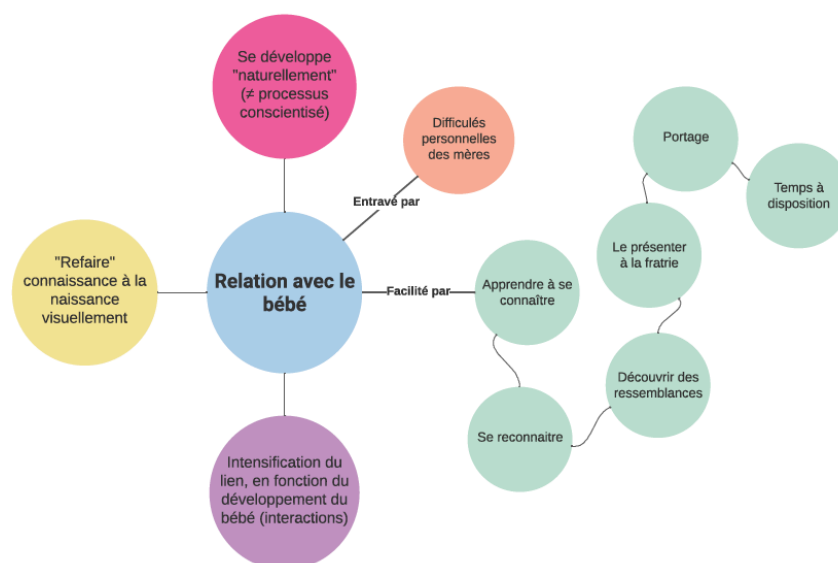 Se développe
"naturellement"
(≠ processus
conscientisé)
Difficulés
personnelles
des mères
Portage
Temps à
disposition
Entravé par
"Refaire"
connaissance à la
naissance
visuellement
Relation avec le
bébé
Facilité par
Apprendre à se
connaître
Le présenter
à la fratrie
Découvrir des
ressemblances
Se reconnaitre
Intensification du
lien, en fonction du
développement du
bébé (interactions)